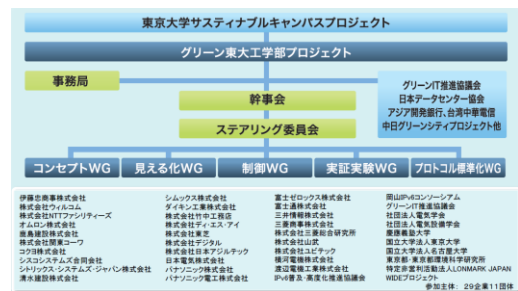 東京大学サスティナブルキャンパスプロジェクト
グリーン東大工学部プロジェクト
事務局
幹事会
ステアリング委員会
グリーンIT推進協議会
日本データセンター協会
アジア開発銀行、台湾中華電信
中日グリーンシティプロジェクト他
コンセプトWG
見える化WG
制御WG
実証実験WG
プロトコル標準化WG
伊藤忠商事株式会社
株式会社ウィルコム
株式会社NTTファシリティーズ
オムロン株式会社
鹿島建設株式会社
株式会社関東コーワ
コクヨ株式会社
シスコシステムズ合同会社
シトリックス・システムズ・ジャパン株式会社
清水建設株式会社
シムックス株式会社
ダイキン工業株式会社
株式会社竹中工務店
株式会社ディ・エス・アイ
株式会社東芝
株式会社デジタル
株式会社日本アジルテック
日本電気株式会社
パナソニック株式会社
パナソニック電工株式会社
富士ゼロックス株式会社
富士通株式会社
三井情報株式会社
三菱商事株式会社
株式会社三菱総合研究所
株式会社山武
株式会社ユビテック
横河電機株式会社
渡辺電機工業株式会社
IPv6普及・高度化推進協議会
岡山IPv6コンソーシアム
グリーンIT推進協議会
社団法人電気学会
社団法人電気設備学会
慶應義塾大学
国立大学法人東京大学
国立大学法人名古屋大学
東京都・東京都環境科学研究所
特定非営利活動法人LONMARK JAPAN
WIDEプロジェクト
参加主体: 29企業11団体